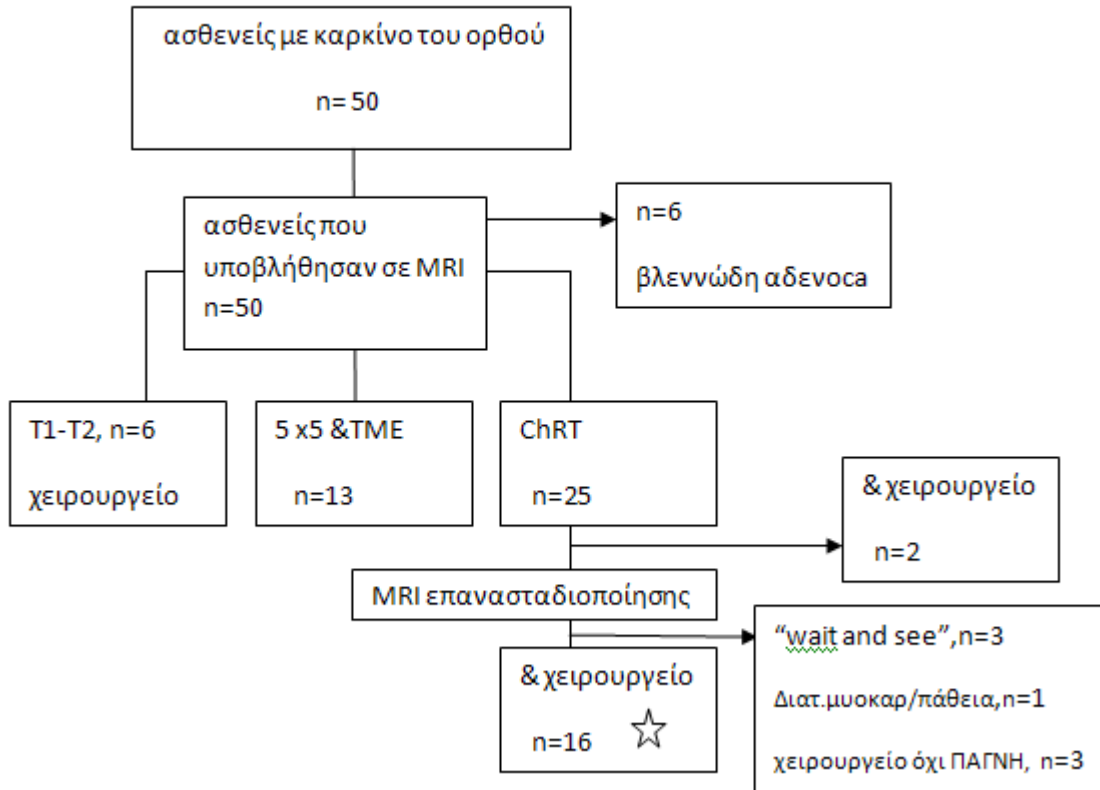 ασθενείς με καρκίνο του ορθού
n= 50
ασθενείς που
υποβλήθησαν σε MRI
n=50
n=6
βλεννώδη αδενοca
T1-T2, n=6
χειρουργείο
5 x5 &TME
n=13
ChRT
n=25
& χειρουργείο
n=2
MRI επανασταδιοποίησης
“wait and see”,n=3
Διατ.μυοκαρ/πάθεια,n=1
χειρουργείο όχι ΠΑΓΝΗ, n=3
& χειρουργείο
n=16